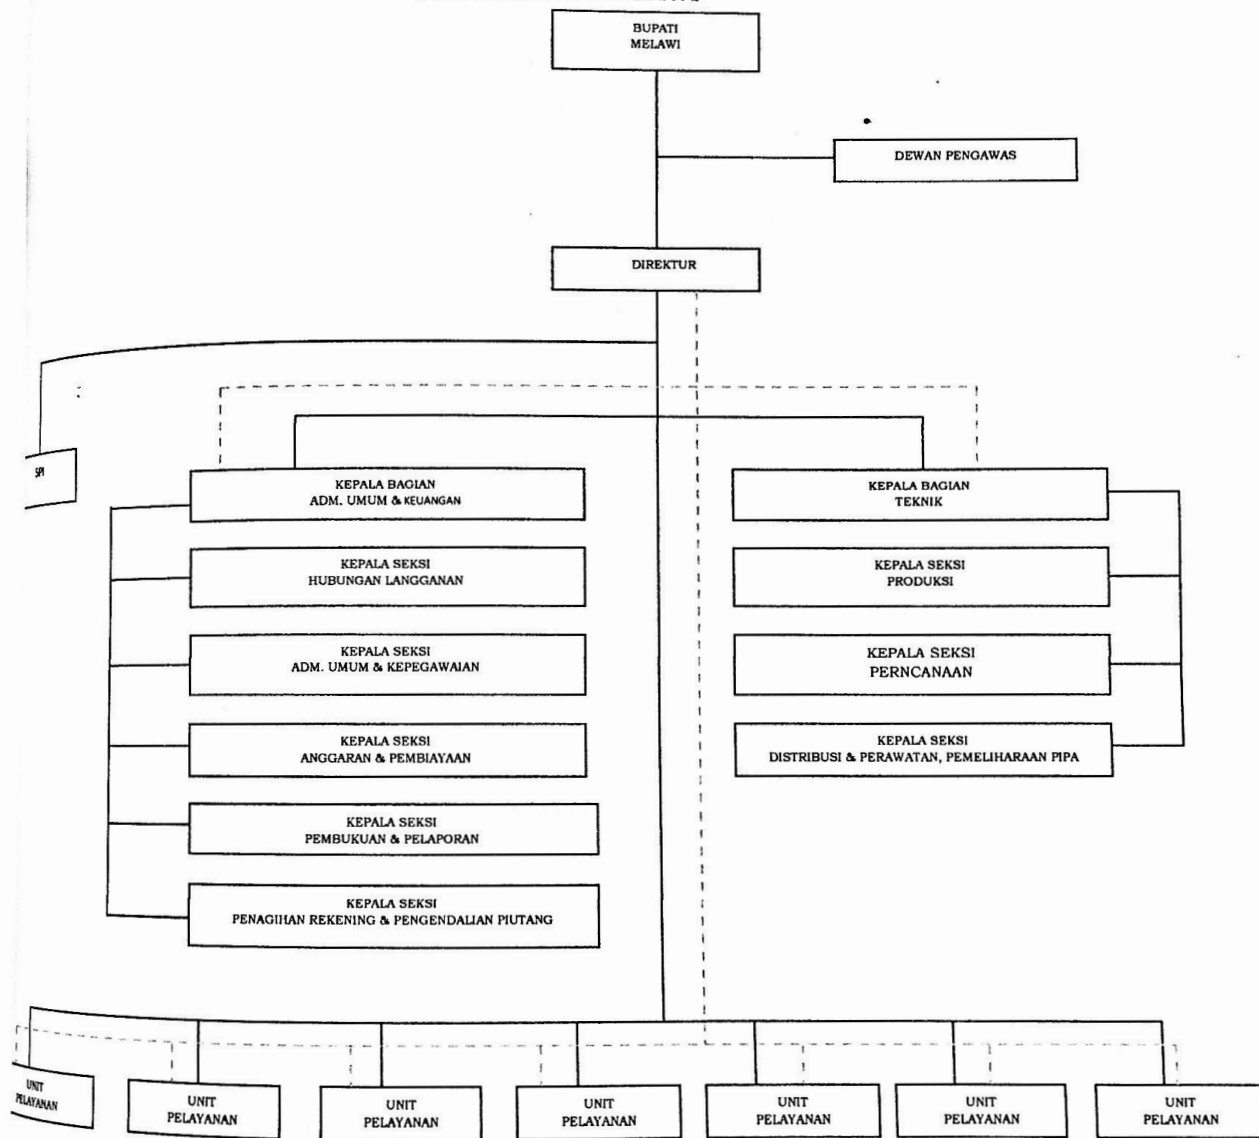 BUPATI
MELAWI
DEWAN PENGAWAS
DIREKTUR
SPI
KEPALA BAGIAN
ADM. UMUM & KEUANGAN
KEPALA BAGIAN
TEKNIK
KEPALA SEKSI
HUBUNGAN LANGGANAN
KEPALA SEKSI
PRODUKSI
KEPALA SEKSI
ADM. UMUM & KEPEGAWAIAN
KEPALA SEKSI
PERNCANAAN
KEPALA SEKSI
ANGGARAN & PEMBIAYAAN
KEPALA SEKSI
DISTRIBUSI & PERAWATAN, PEMELIHARAAN PIPA
KEPALA SEKSI
PEMBUKUAN & PELAPORAN
KEPALA SEKSI
PENAGIHAN REKENING & PENGENDALIAN PIUTANG
UNIT
PELAYANAN
UNIT
PELAYANAN
UNIT
PELAYANAN
UNIT
PELAYANAN
UNIT
PELAYANAN
UNIT
PELAYANAN
UNIT
PELAYANAN